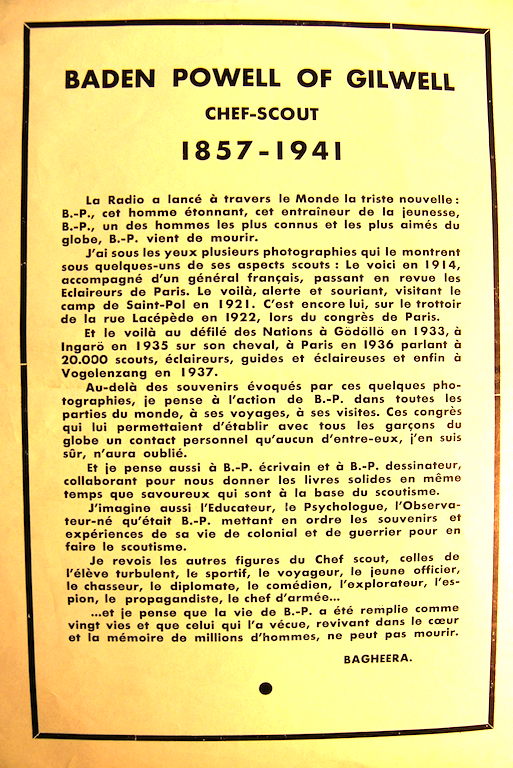 BADEN POWELL OF GILWELL
CHEF-SCOUT
1857-1941
La Radio a lancé à travers le Monde la triste nouvelle :
B.-P., cet homme étonnant, cet entraîneur de la jeunesse,
B.-P., un des hommes les plus connus et les plus aimés du
globe, B.-P. vient de mourir.
J'ai sous les yeux plusieurs photographies qui le montrent
sous quelques-uns de ses aspects scouts : Le voici en 1914,
accompagné d'un général français, passant en revue les
Eclaireurs de Paris. Le voilà, alerte et souriant, visitant le
camp de Saint-Pol en 1921. C'est encore lui, sur le trottoir
de la rue Lacépède en 1922, lors du congrès de Paris.
Et le voilà au défilé des Nations à Gödöllö en 1933, à
Ingarö en 1935 sur son cheval, à Paris en 1936 parlant à
20.000 scouts, éclaireurs, guides et éclaireuses et enfin à
Vogelenzang en 1937.
Au-delà des souvenirs évoqués par ces quelques pho-
tographies, je pense à l'action de B.-P. dans toutes les
parties du monde, à ses voyages, à ses visites. Ces congrès
qui lui permettaient d'établir avec tous les garçons du
globe un contact personnel qu'aucun d'entre-eux, j'en suis
sûr, n'aura oublié.
Et je pense aussi à B.-P. écrivain et à B.-P. dessinateur,
collaborant pour nous donner les livres solides en même
temps que savoureux qui sont à la base du scoutisme.
J'imagine aussi l'Educateur, le Psychologue, l'Observa-
teur-né qu'était B.-P. mettant en ordre les souvenirs et
expériences de sa vie de colonial et de guerrier pour en
faire le scoutisme.
Je revois les autres figures du Chef scout, celles de
l'élève turbulent, le sportif, le voyageur, le jeune officier,
le chasseur, le diplomate, le comédien, l'explorateur, l'es-
pion, le propagandiste, le chef d'armée...
...et je pense que la vie de B.-P. a été remplie comme
vingt vies et que celui qui l'a vécue, revivant dans le cœur
et la mémoire de millions d'hommes, ne peut pas mourir.
BAGHEERA.